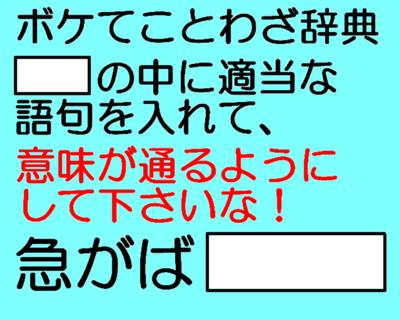 ボケてことわざ辞典
の中に適当な
語句を入れて、
意味が通るように
して下さいな！
急がば